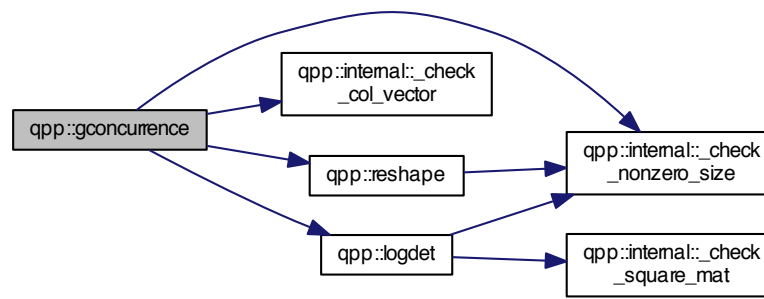 qpp::gconcurrence
qpp::internal::_check
_col_vector
qpp::reshape
qpp::logdet
qpp::internal::_check
_nonzero_size
qpp::internal::_check
_square_mat